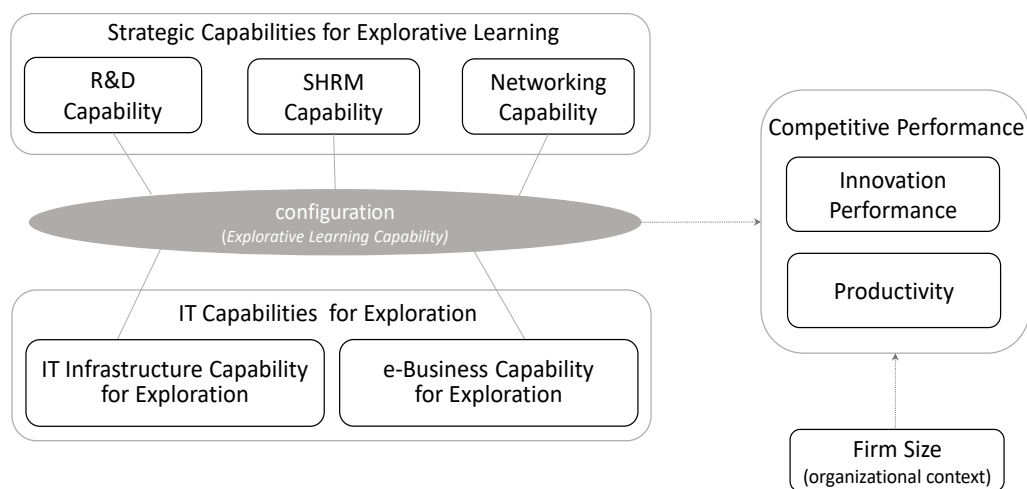 Strategic Capabilities for Explorative Learning
R&D
Capability
SHRM
Capability
Networking
Capability
configuration
(Explorative Learning Capability)
IT Capabilities for Exploration
IT Infrastructure Capability
for Exploration
e-Business Capability
for Exploration
Competitive Performance
Innovation
Performance
Productivity
Firm Size
(organizational context)